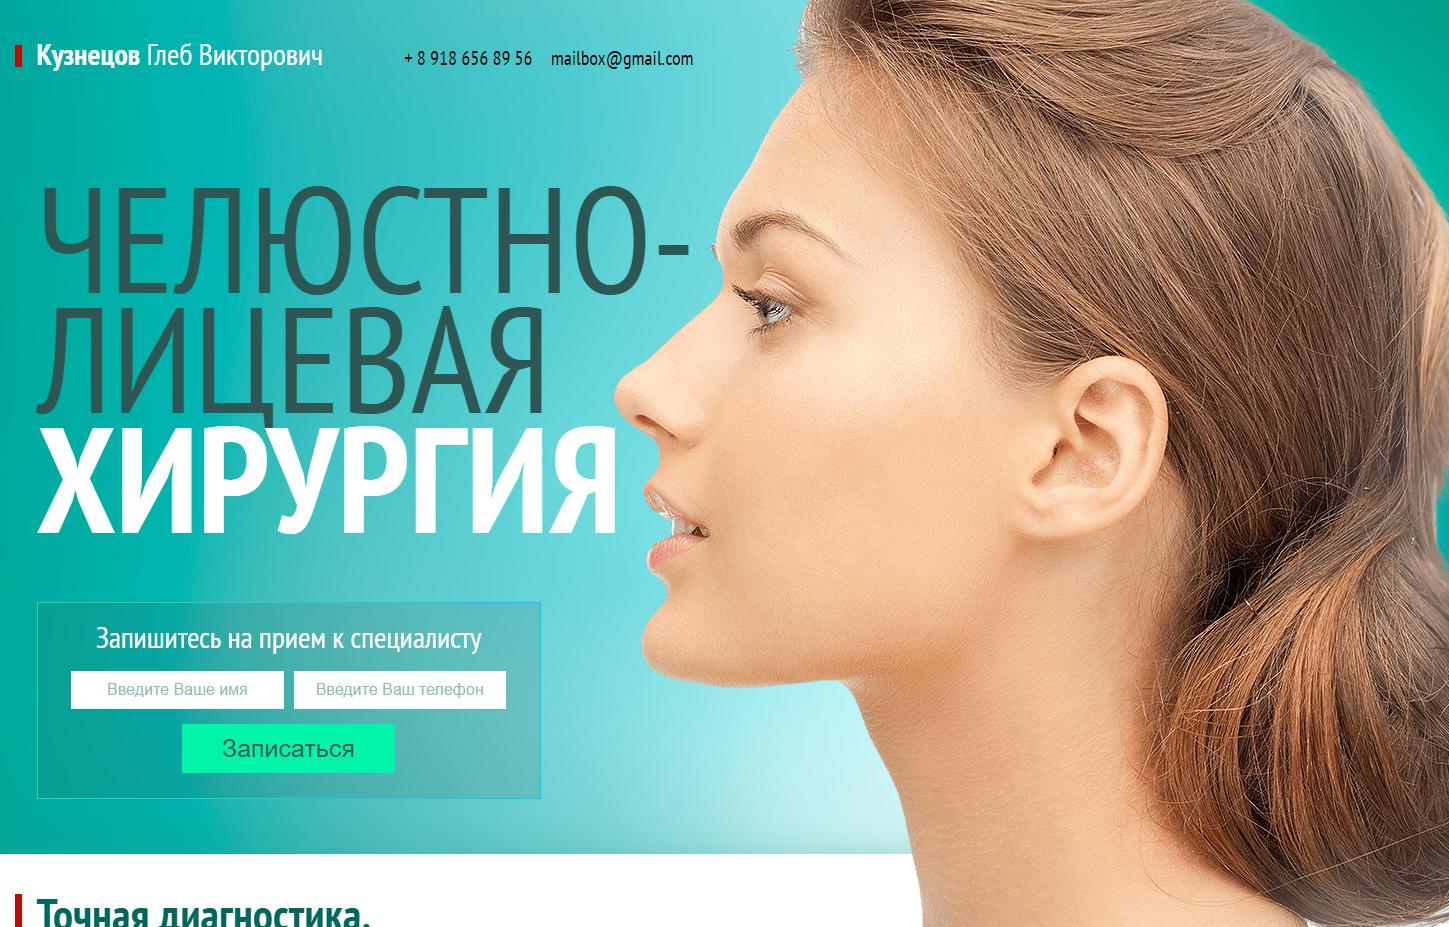 Кузнецов Глеб Викторович
+ 8 918 656 89 56 mailbox@gmail.com
ЧЕЛЮСТНО-
ЛИЦЕВАЯ
ХИРУРГИЯ
Запишитесь на прием к специалисту
Введите Ваше имя
Введите Ваш телефон
Записаться
Точная диагностика.